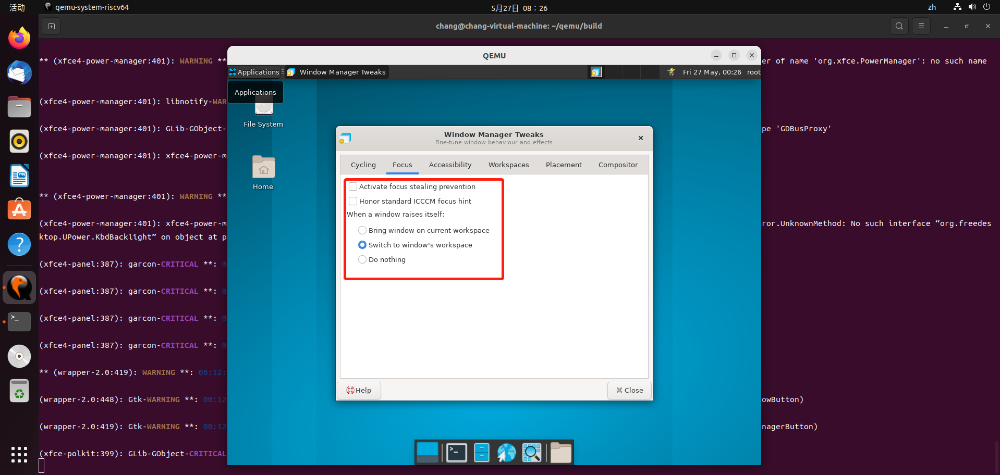 活动
qemu-system-riscv64
5月27日 08：26
zh
chang@chang-virtual-machine: ~/qemu/build
** (xfce4-power-manager:401): WARNING **
er of name 'org.xfce.PowerManager': no such name
(xfce4-power-manager:401): libnotify-WAR
(xfce4-power-manager:401): GLib-GObject-
pe 'GDBusProxy'
(xfce4-power-manager:401): xfce4-power-m
** (xfce4-power-manager:401): WARNING **
(xfce4-power-manager:401): xfce4-power-m
ror.UnknownMethod: No such interface “org.freedes
ktop.UPower.KbdBacklight” on object at p
(xfce4-panel:387): garcon-CRITICAL **: 0
(xfce4-panel:387): garcon-CRITICAL **: 0
(xfce4-panel:387): garcon-CRITICAL **: 0
(xfce4-panel:387): garcon-CRITICAL **: 0
** (wrapper-2.0:419): WARNING **: 00:12:
(wrapper-2.0:448): Gtk-WARNING **: 00:12
owButton)
(wrapper-2.0:419): Gtk-WARNING **: 00:12
nagerButton)
(xfce-polkit:399): GLib-GObject-CRITICAL
QEMU
Applications
Window Manager Tweaks
Fri 27 May, 00:26
root
Applications
File System
Home
Window Manager Tweaks
Fine-tune window behaviour and effects
Cycling
Focus
Accessibility
Workspaces
Placement
Compositor
Activate focus stealing prevention
Honor standard ICCCM focus hint
When a window raises itself:
Bring window on current workspace
Switch to window's workspace
Do nothing
Help
Close